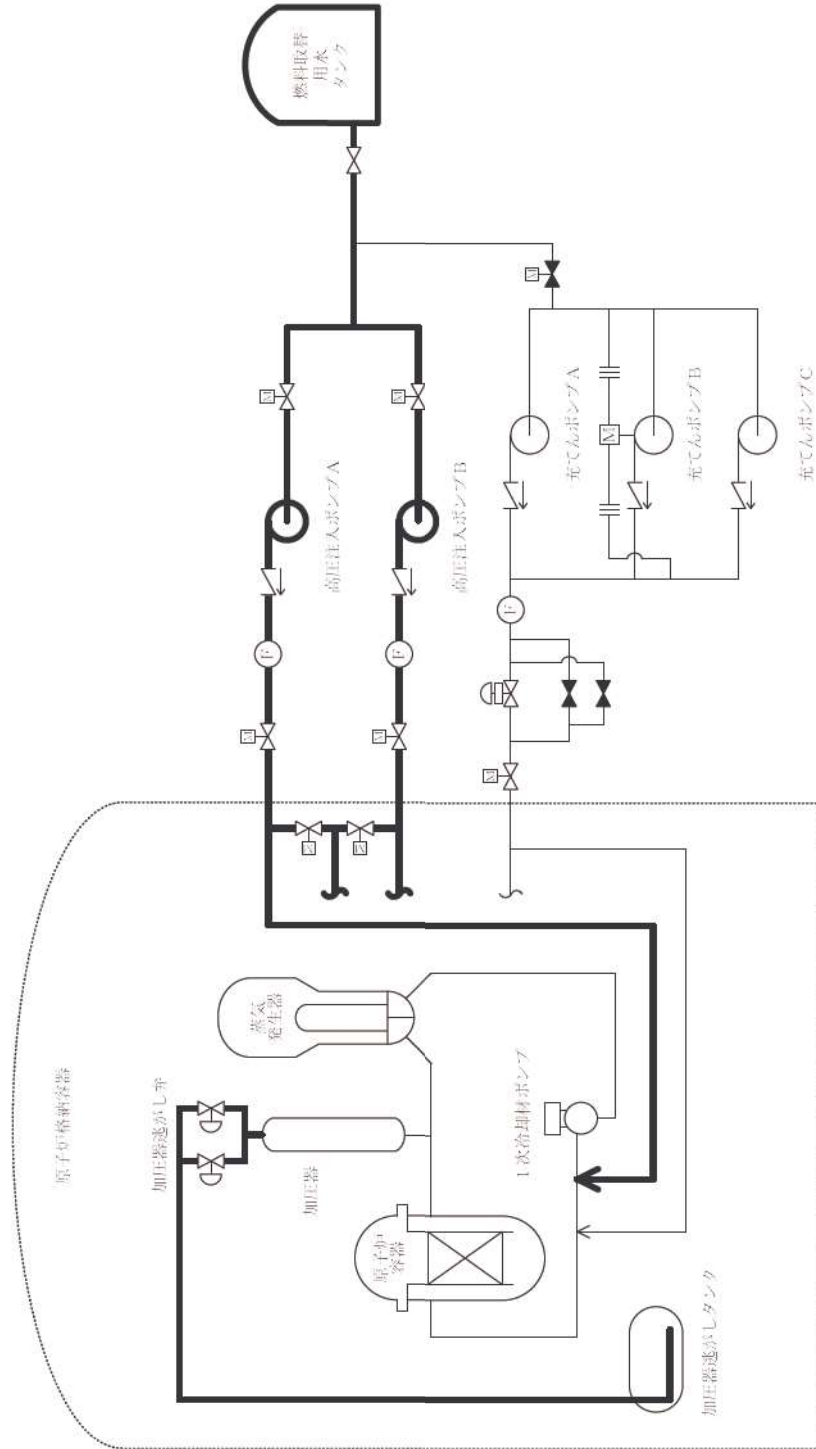 燃料取替
用水
タンク
M
M
M
高圧注入ポンプA
高圧注入ポンプB
充てんポンプA
充てんポンプB
充てんポンプC
M
F
F
F
M
M
M
M
M
原子炉格納容器
蒸気
発生器
加圧器逃がし弁
加圧器
1次冷却材ポンプ
原子炉
容器
加圧器逃がしタンク